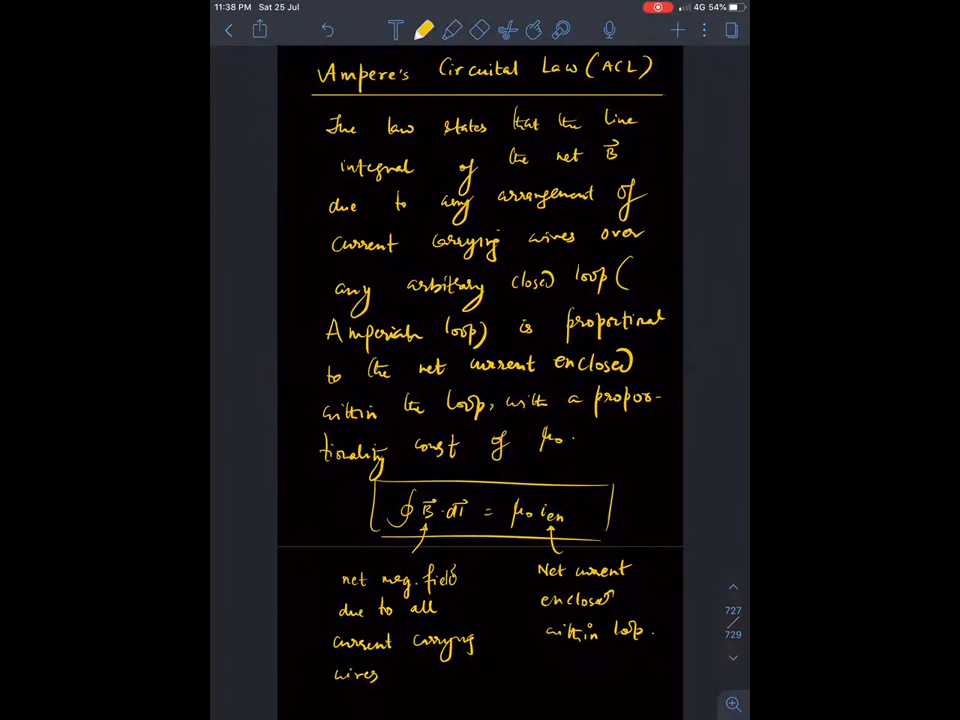 11:38 PM Sat 25 Jul
4G 54%
Ampere's Circuital Law (ACL)
The law states that the line
integral of the net B⃗
due to any arrangement of
current carrying wires over
any arbitrary closed loop (
Amperian loop) is proportinal
to the net current enclosed
within the loop, with a propor-
tionality const of μ₀.
∮ B⃗ · dl⃗ = μ₀ i_en
net mag. field
due to all
current carrying
wires
Net current
enclosed
within loop.
727
/
729